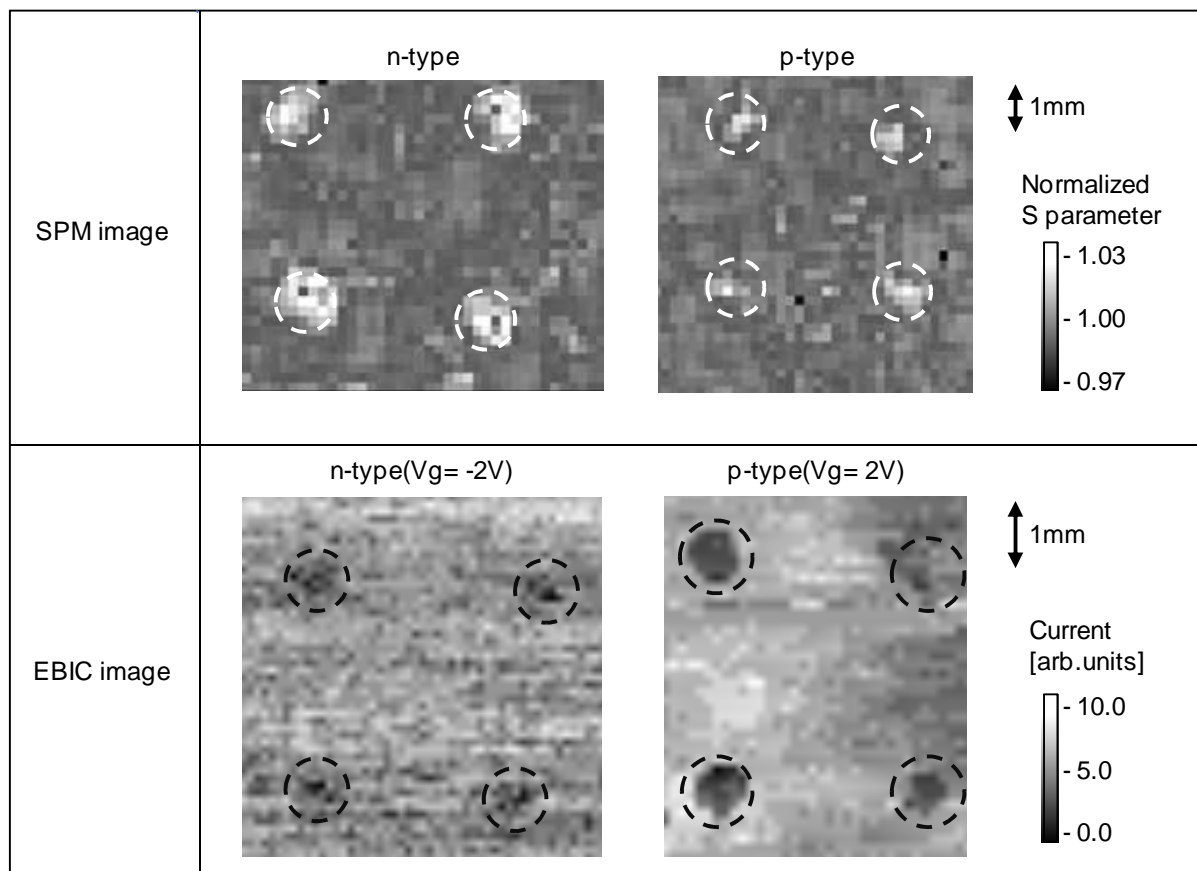 n-type
p-type
1mm
SPM image
Normalized
S parameter
- 1.03
- 1.00
- 0.97
n-type(Vg= -2V)
p-type(Vg= 2V)
1mm
EBIC image
Current
[arb.units]
- 10.0
- 5.0
- 0.0